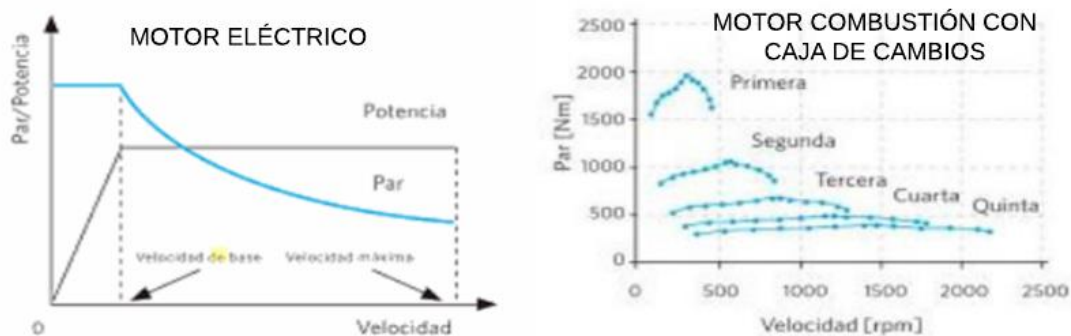 MOTOR ELÉCTRICO
Par/Potencia
Potencia
Par
Velocidad de base
Velocidad máxima
0
Velocidad
MOTOR COMBUSTIÓN CON
CAJA DE CAMBIOS
Par [Nm]
2500
2000
1500
1000
500
0
Primera
Segunda
Tercera
Cuarta
Quinta
0
500
1000
1500
2000
2500
Velocidad [rpm]